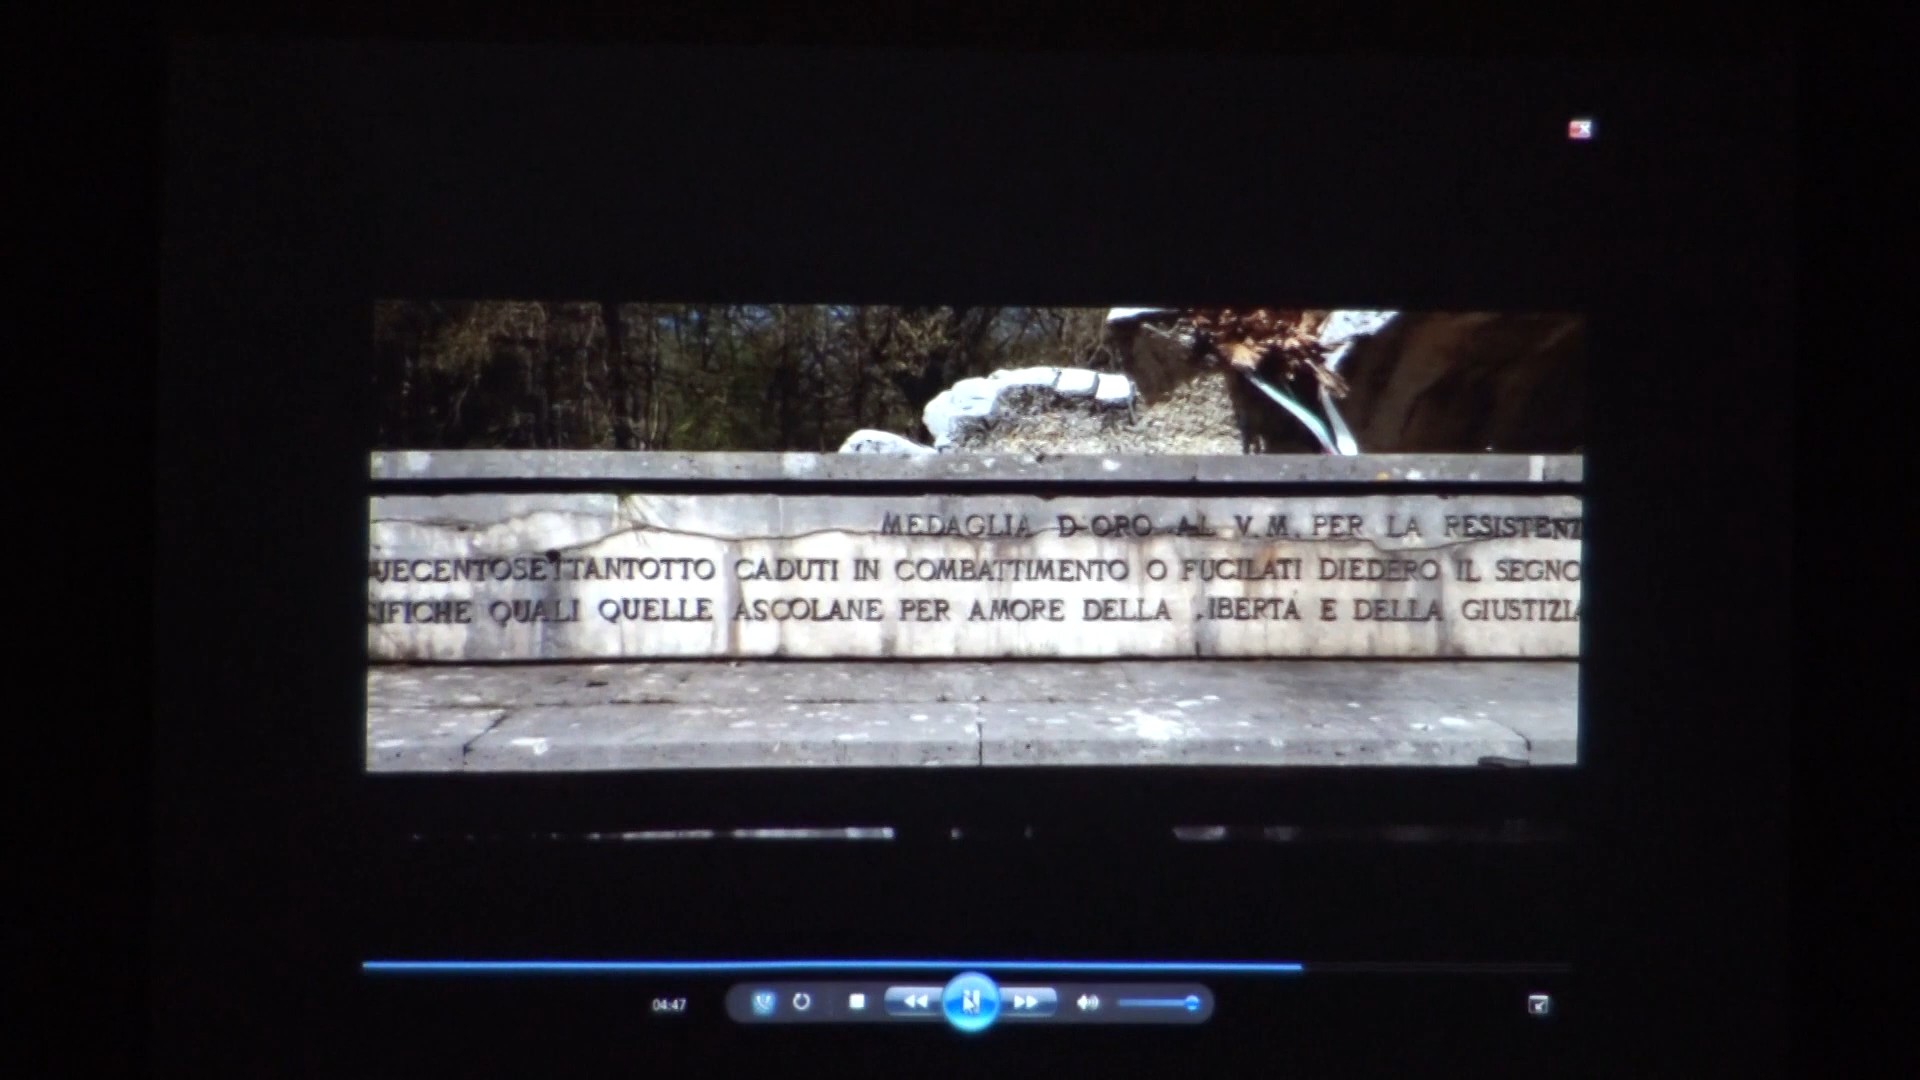 MEDAGLIA D'ORO AL V. M. PER LA RESISTENZ
UECENTOSETTANTOTTO CADUTI IN COMBATTIMENTO O FUCILATI DIEDERO IL SEGNO
IFICHE QUALI QUELLE ASCOLANE PER AMORE DELLA IBERTA E DELLA GIUSTIZIA
04:47